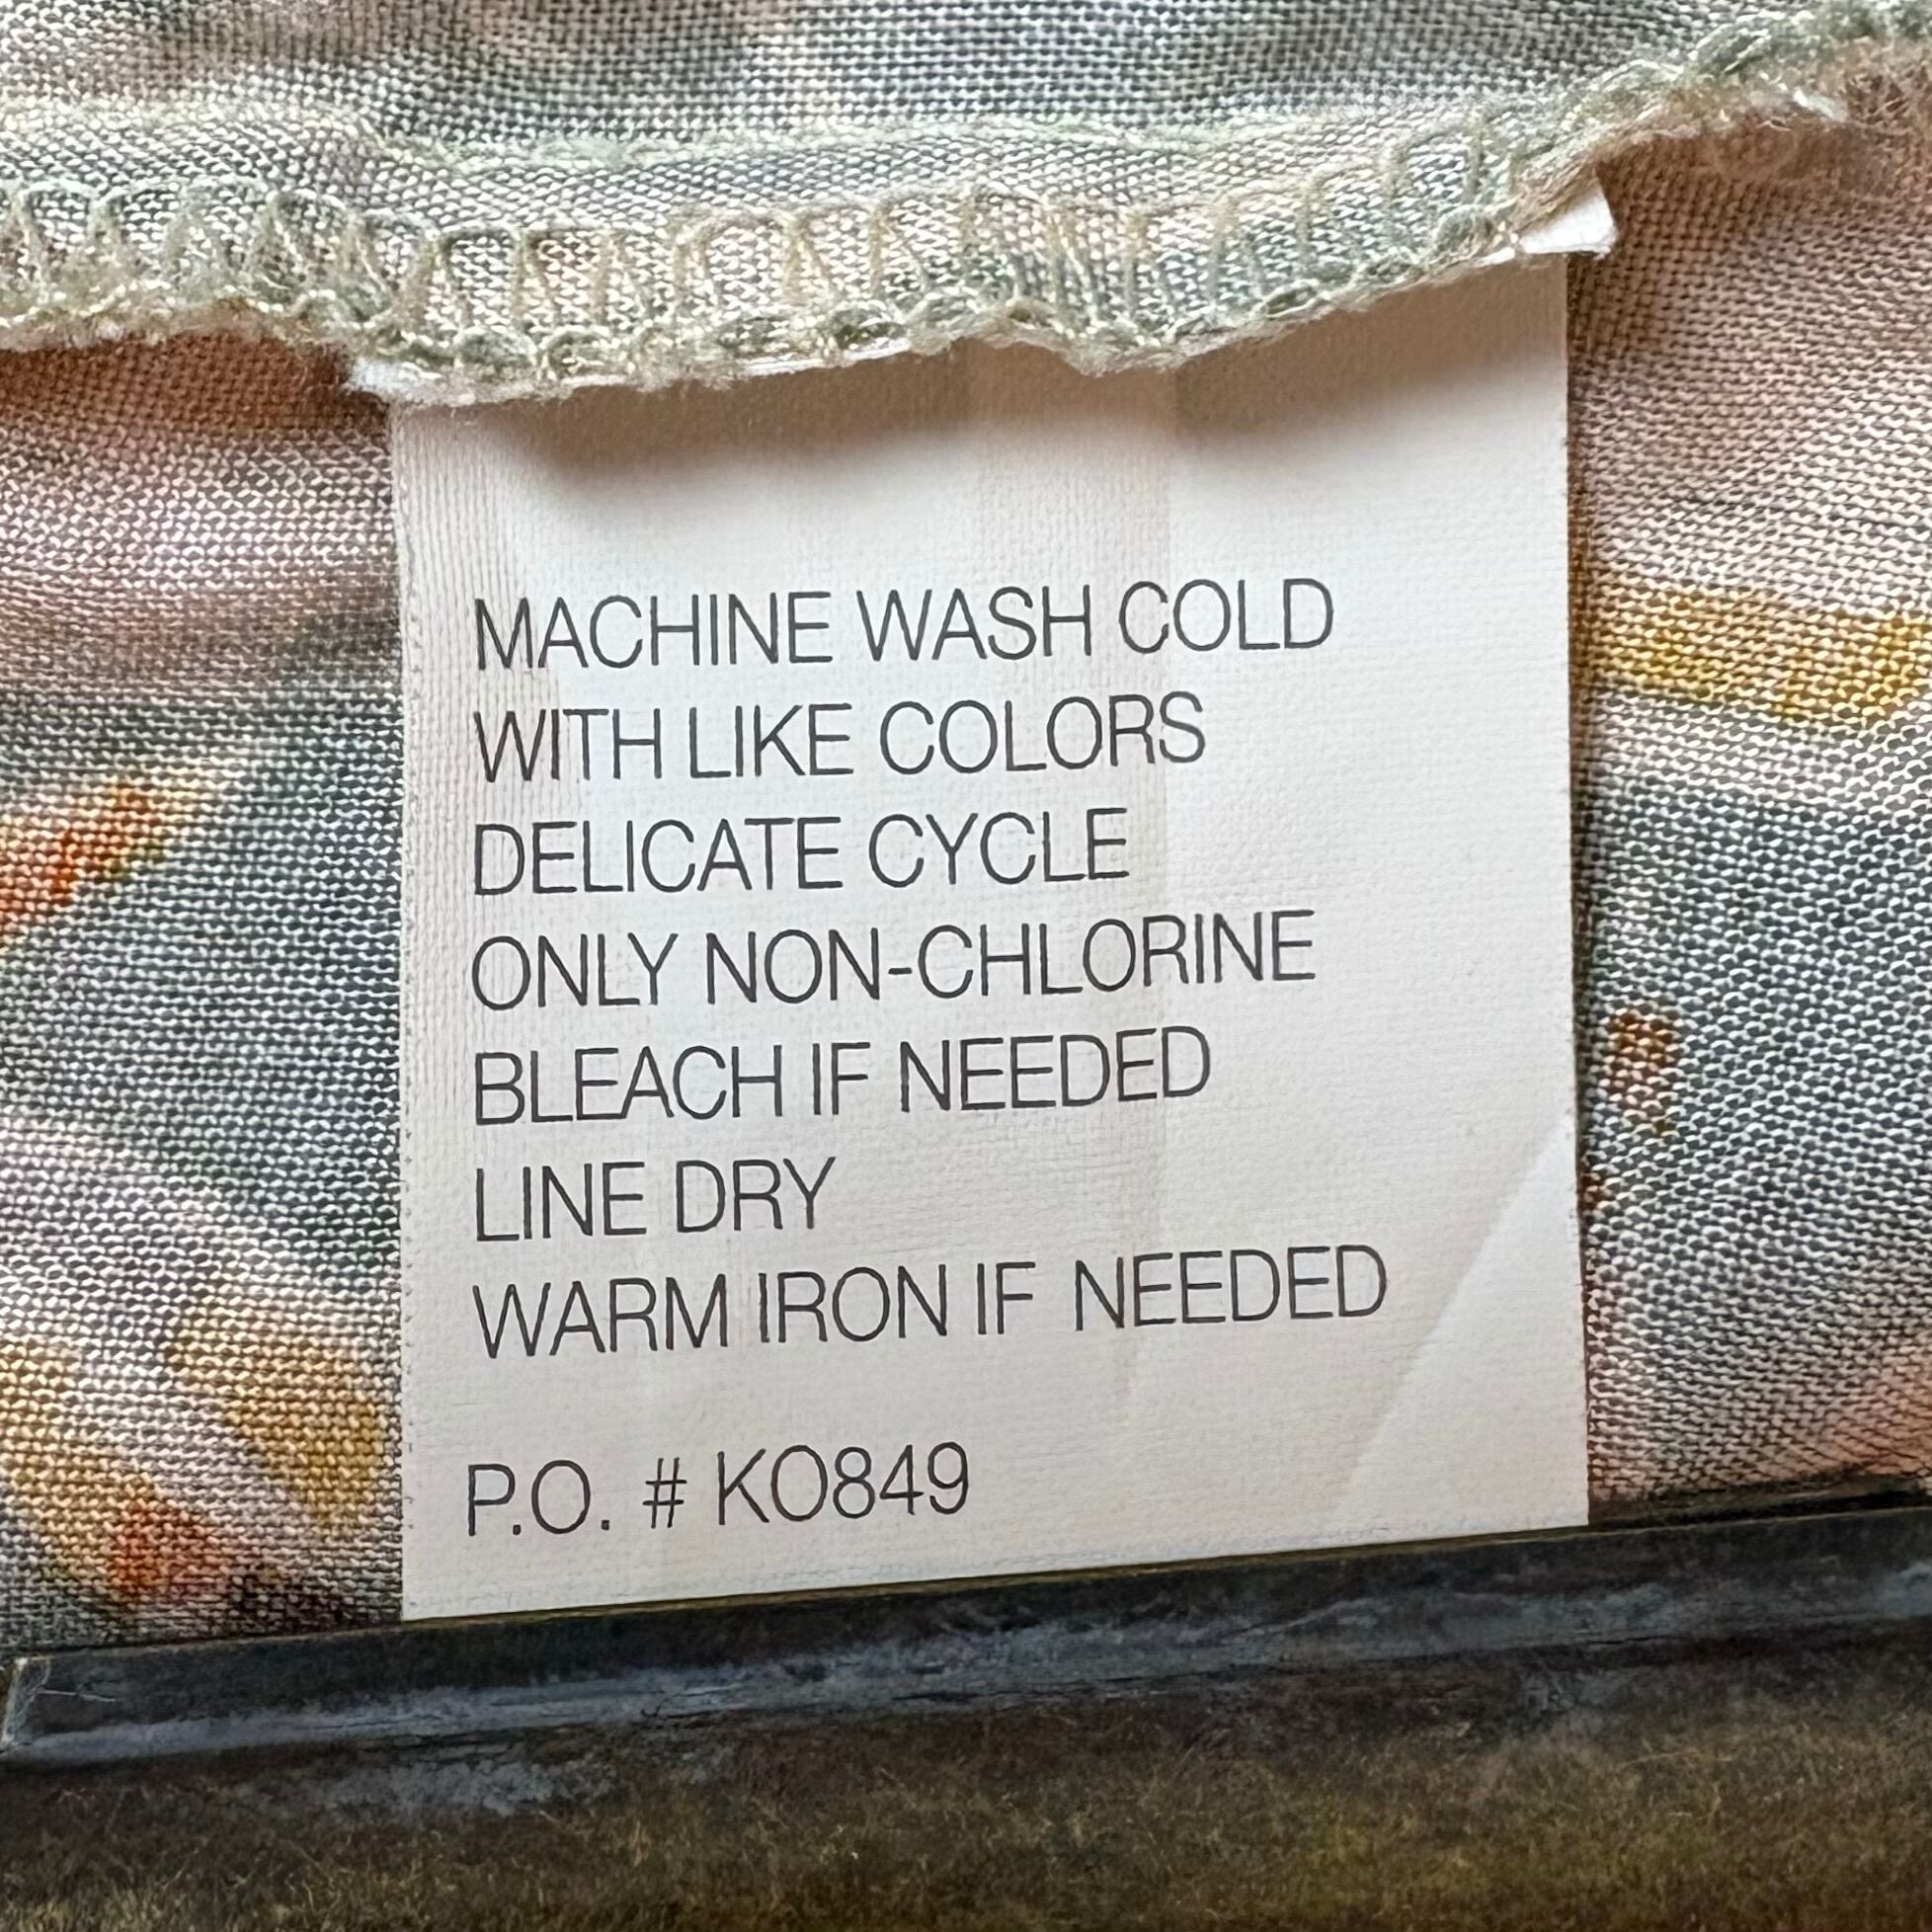 MACHINE WASH COLD
WITH LIKE COLORS
DELICATE CYCLE
ONLY NON-CHLORINE
BLEACH IF NEEDED
LINE DRY
WARM IRON IF NEEDED
P.O. # KO849